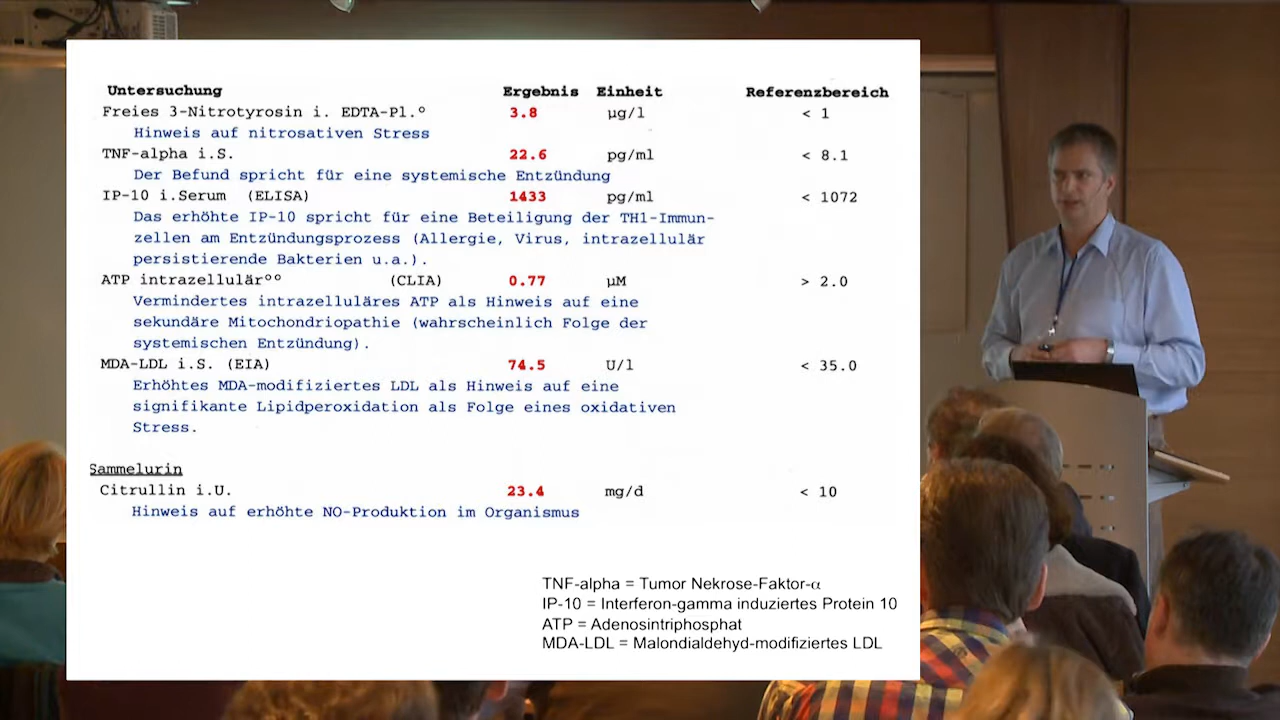 Untersuchung Ergebnis Einheit Referenzbereich
Freies 3-Nitrotyrosin i. EDTA-Pl.° 3.8 µg/l < 1
Hinweis auf nitrosativen Stress
TNF-alpha i.S. 22.6 pg/ml < 8.1
Der Befund spricht für eine systemische Entzündung
IP-10 i.Serum (ELISA) 1433 pg/ml < 1072
Das erhöhte IP-10 spricht für eine Beteiligung der TH1-Immun-
zellen am Entzündungsprozess (Allergie, Virus, intrazellulär
persistierende Bakterien u.a.).
ATP intrazellulär°° (CLIA) 0.77 µM > 2.0
Vermindertes intrazelluläres ATP als Hinweis auf eine
sekundäre Mitochondriopathie (wahrscheinlich Folge der
systemischen Entzündung).
MDA-LDL i.S. (EIA) 74.5 U/l < 35.0
Erhöhtes MDA-modifiziertes LDL als Hinweis auf eine
signifikante Lipidperoxidation als Folge eines oxidativen
Stress.
Sammelurin
Citrullin i.U. 23.4 mg/d < 10
Hinweis auf erhöhte NO-Produktion im Organismus
TNF-alpha = Tumor Nekrose-Faktor-α
IP-10 = Interferon-gamma induziertes Protein 10
ATP = Adenosintriphosphat
MDA-LDL = Malondialdehyd-modifiziertes LDL